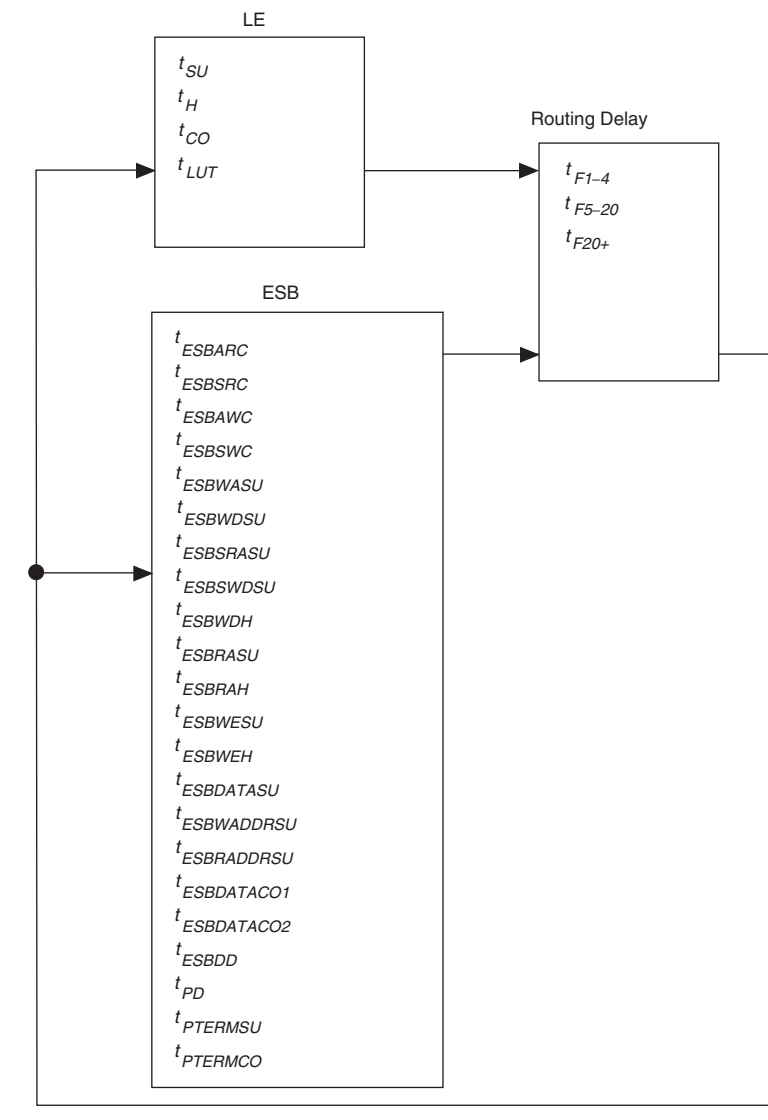 LE
tSU
tH
tCO
tLUT
Routing Delay
tF1–4
tF5–20
tF20+
ESB
tESBARC
tESBSRC
tESBAWC
tESBSWC
tESBWASU
tESBWDSU
tESBSRASU
tESBSWDSU
tESBWDH
tESBRASU
tESBRAH
tESBWESU
tESBWEH
tESBDATASU
tESBWADDRSU
tESBRADDRSU
tESBDATACO1
tESBDATACO2
tESBDD
tPD
tPTERMSU
tPTERMCO